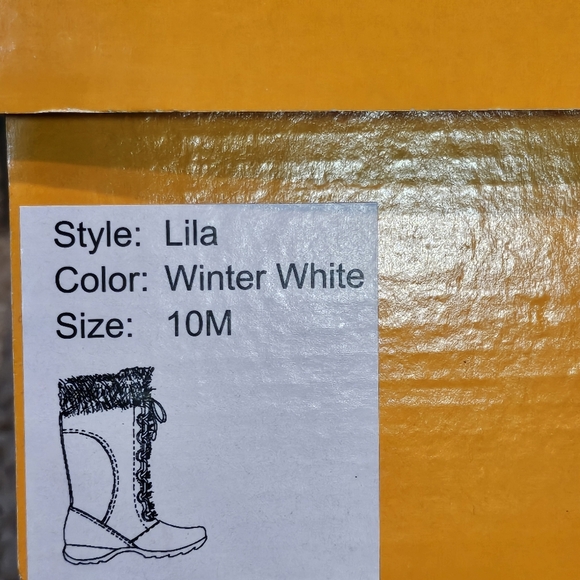 Style: Lila
Color: Winter White
Size: 10M